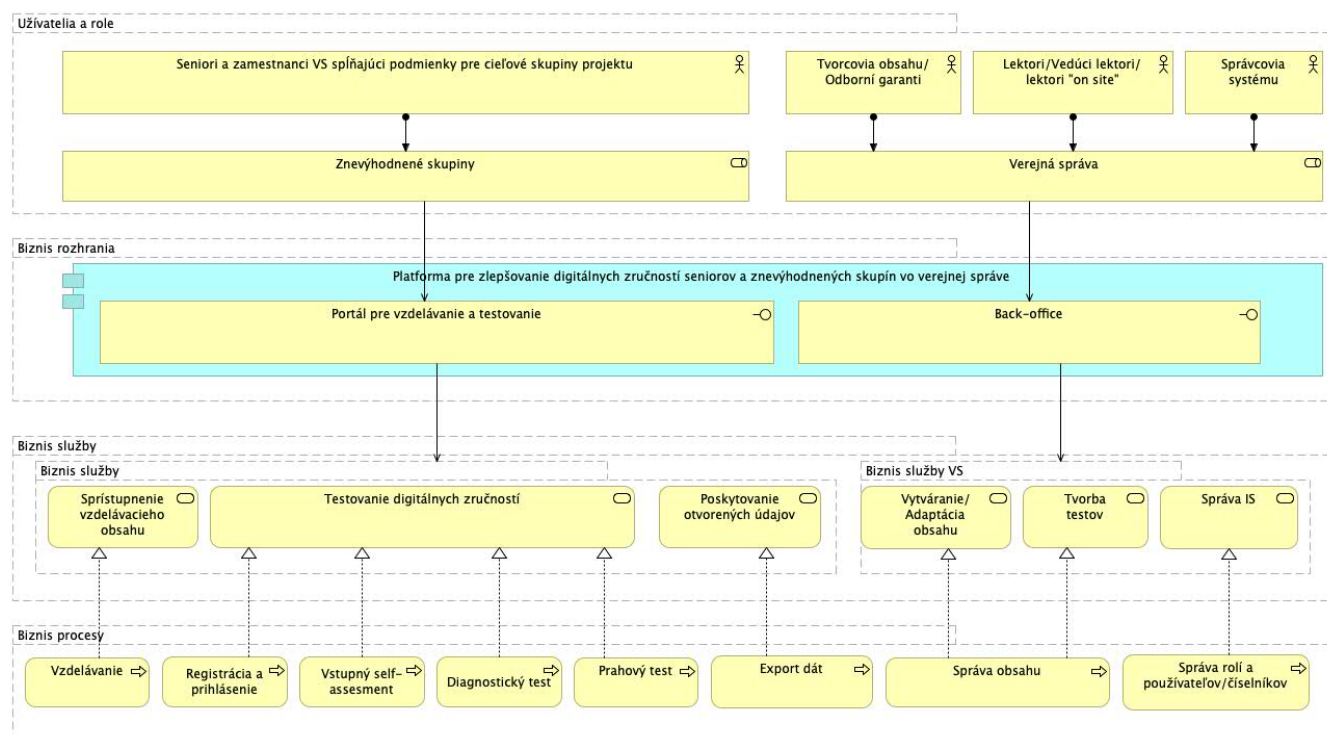 Užívatelia a role
Seniori a zamestnanci VS spĺňajúci podmienky pre cieľové skupiny projektu
Tvorcovia obsahu/
Odborní garanti
Lektori/Vedúci lektori/
lektori "on site"
Správcovia
systému
Znevýhodnené skupiny
Verejná správa
Biznis rozhrania
Platforma pre zlepšovanie digitálnych zručností seniorov a znevýhodnených skupín vo verejnej správe
Portál pre vzdelávanie a testovanie
Back-office
Biznis služby
Biznis služby
Biznis služby VS
Sprístupnenie
vzdelávacieho
obsahu
Testovanie digitálnych zručností
Poskytovanie
otvorených údajov
Vytváranie/
Adaptácia
obsahu
Tvorba
testov
Správa IS
Biznis procesy
Vzdelávanie
Registrácia a
prihlásenie
Vstupný self-
assesment
Diagnostický test
Prahový test
Export dát
Správa obsahu
Správa rolí a
používateľov/číselníkov